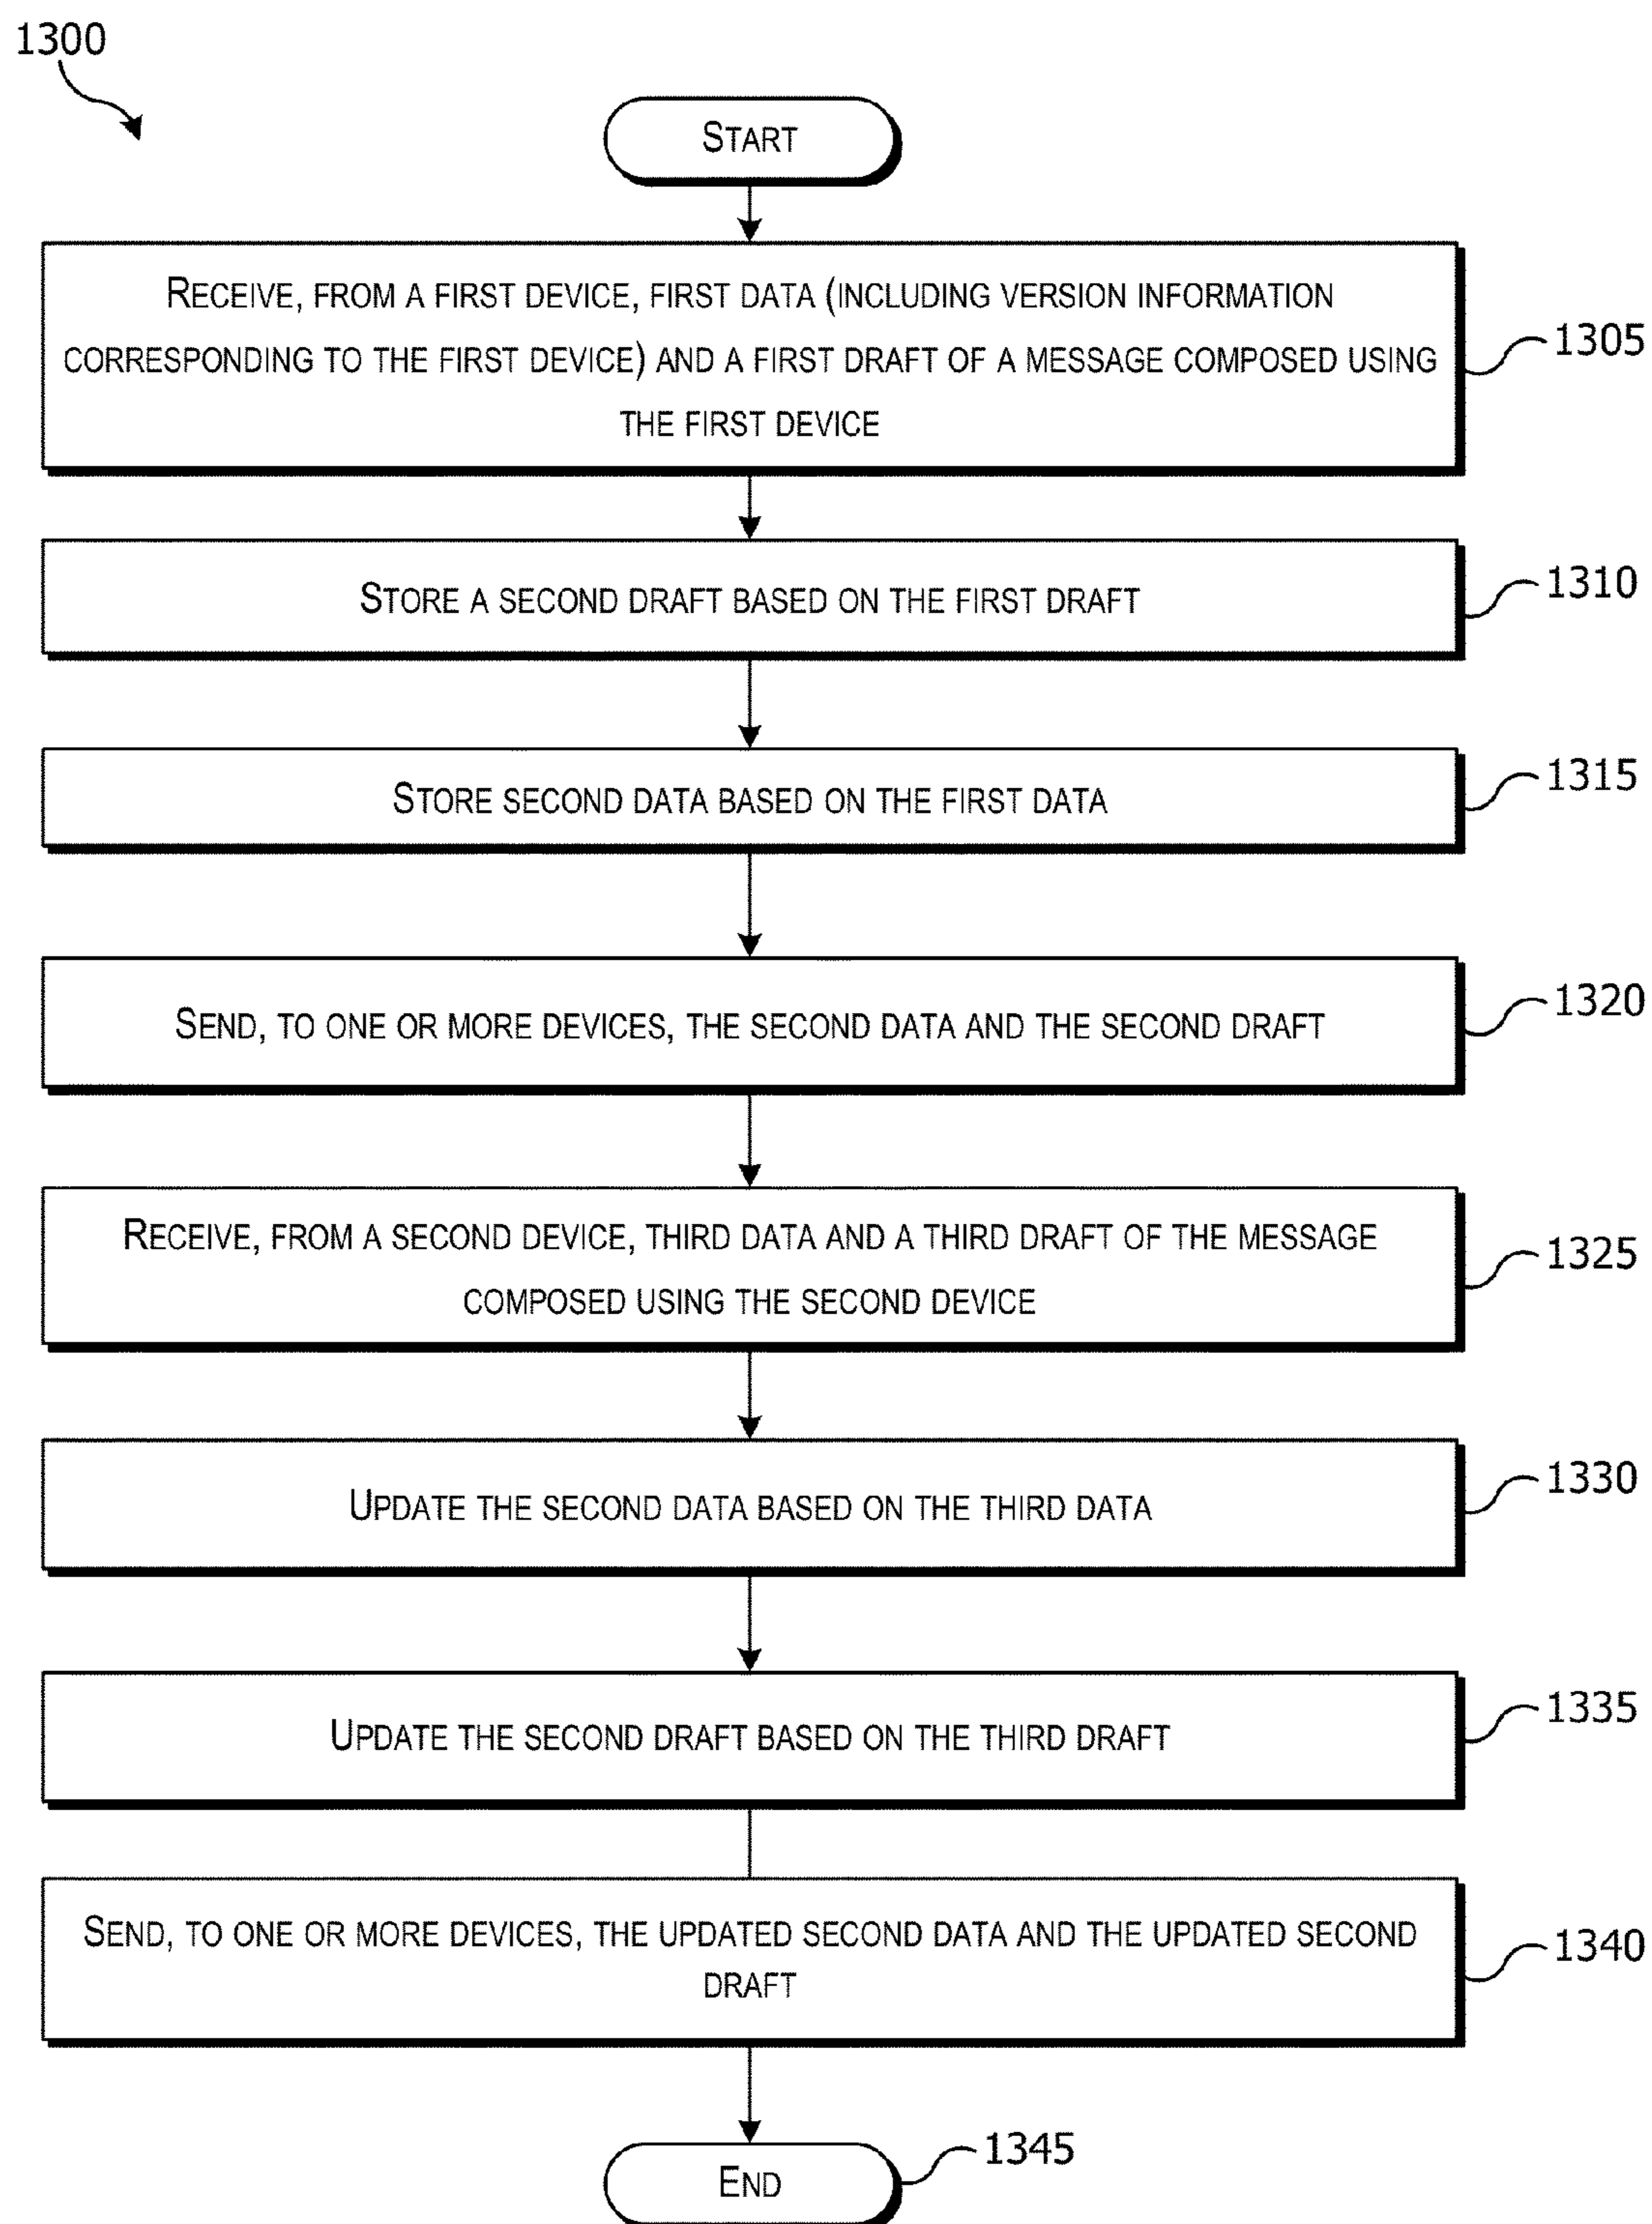 1300
START
RECEIVE, FROM A FIRST DEVICE, FIRST DATA (INCLUDING VERSION INFORMATION
CORRESPONDING TO THE FIRST DEVICE) AND A FIRST DRAFT OF A MESSAGE COMPOSED USING
THE FIRST DEVICE
1305
STORE A SECOND DRAFT BASED ON THE FIRST DRAFT
1310
STORE SECOND DATA BASED ON THE FIRST DATA
1315
SEND, TO ONE OR MORE DEVICES, THE SECOND DATA AND THE SECOND DRAFT
1320
RECEIVE, FROM A SECOND DEVICE, THIRD DATA AND A THIRD DRAFT OF THE MESSAGE
COMPOSED USING THE SECOND DEVICE
1325
UPDATE THE SECOND DATA BASED ON THE THIRD DATA
1330
UPDATE THE SECOND DRAFT BASED ON THE THIRD DRAFT
1335
SEND, TO ONE OR MORE DEVICES, THE UPDATED SECOND DATA AND THE UPDATED SECOND
DRAFT
1340
END
1345